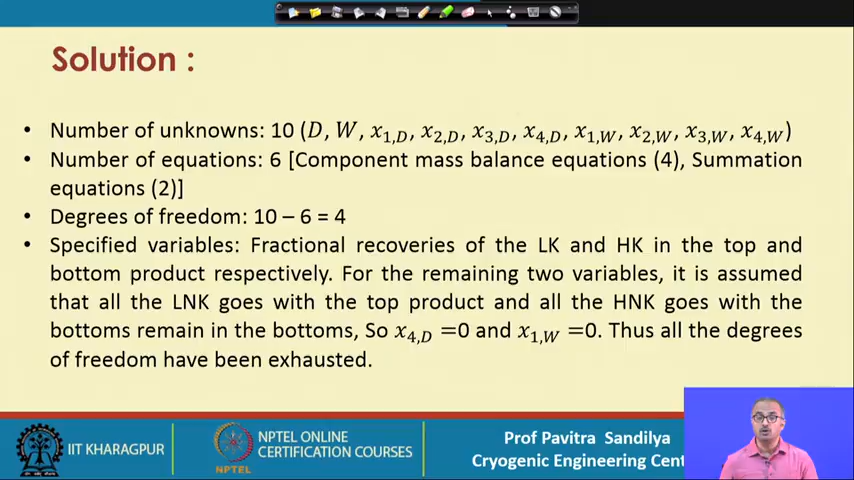 Solution :
• Number of unknowns: 10 (D, W, x₁,D, x₂,D, x₃,D, x₄,D, x₁,W, x₂,W, x₃,W, x₄,W)
• Number of equations: 6 [Component mass balance equations (4), Summation
equations (2)]
• Degrees of freedom: 10 – 6 = 4
• Specified variables: Fractional recoveries of the LK and HK in the top and
bottom product respectively. For the remaining two variables, it is assumed
that all the LNK goes with the top product and all the HNK goes with the
bottoms remain in the bottoms, So x₄,D =0 and x₁,W =0. Thus all the degrees
of freedom have been exhausted.
IIT KHARAGPUR
NPTEL
NPTEL ONLINE
CERTIFICATION COURSES
Prof Pavitra Sandilya
Cryogenic Engineering Cent